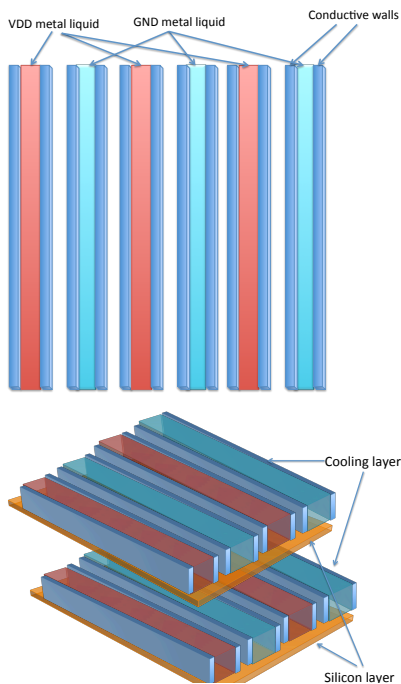 VDD metal liquid
GND metal liquid
Conductive walls
Cooling layer
Silicon layer